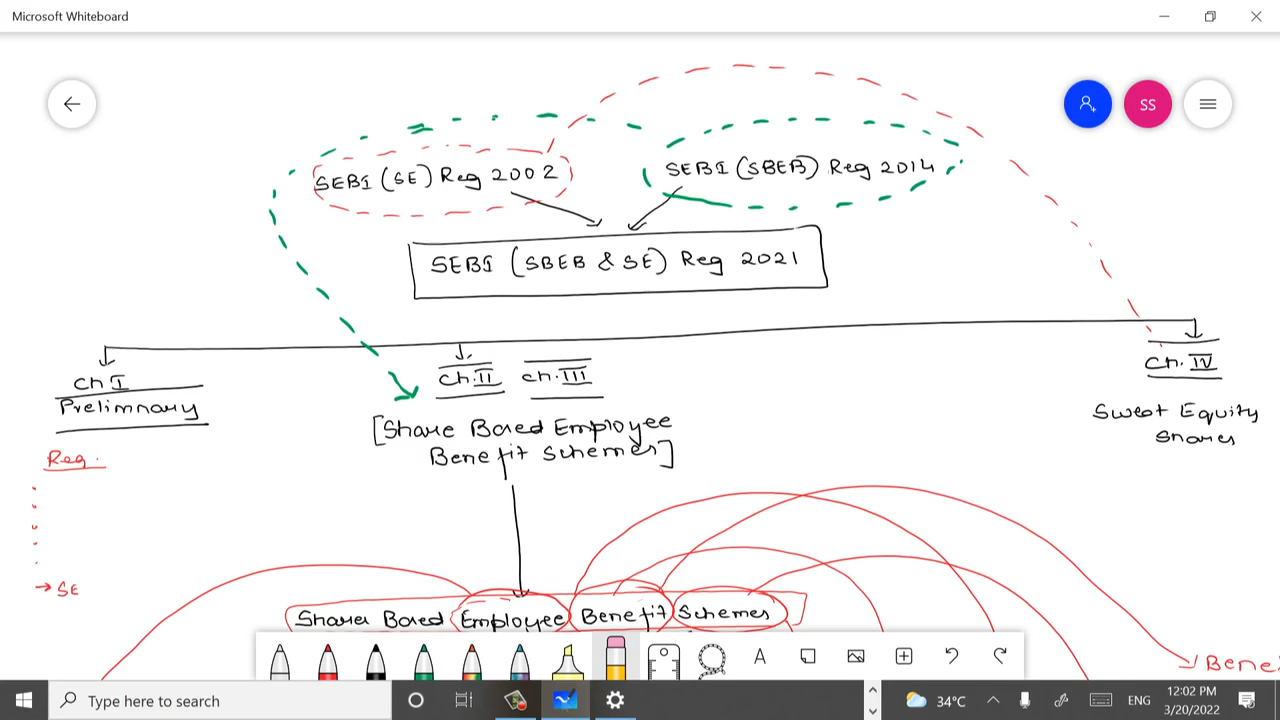 Microsoft Whiteboard
SS
SEBI (SE) Reg 2002
SEBI (SBEB) Reg 2014
SEBI (SBEB & SE) Reg 2021
Ch I
Prelimnary
Ch. II
Ch. III
[Share Based Employee
Benefit Schemes]
Ch. IV
Sweat Equity
Shares
Reg.
→ SE
Share Based Employee Benefit Schemes
Bene
A
Type here to search
34°C
ENG
12:02 PM
3/20/2022